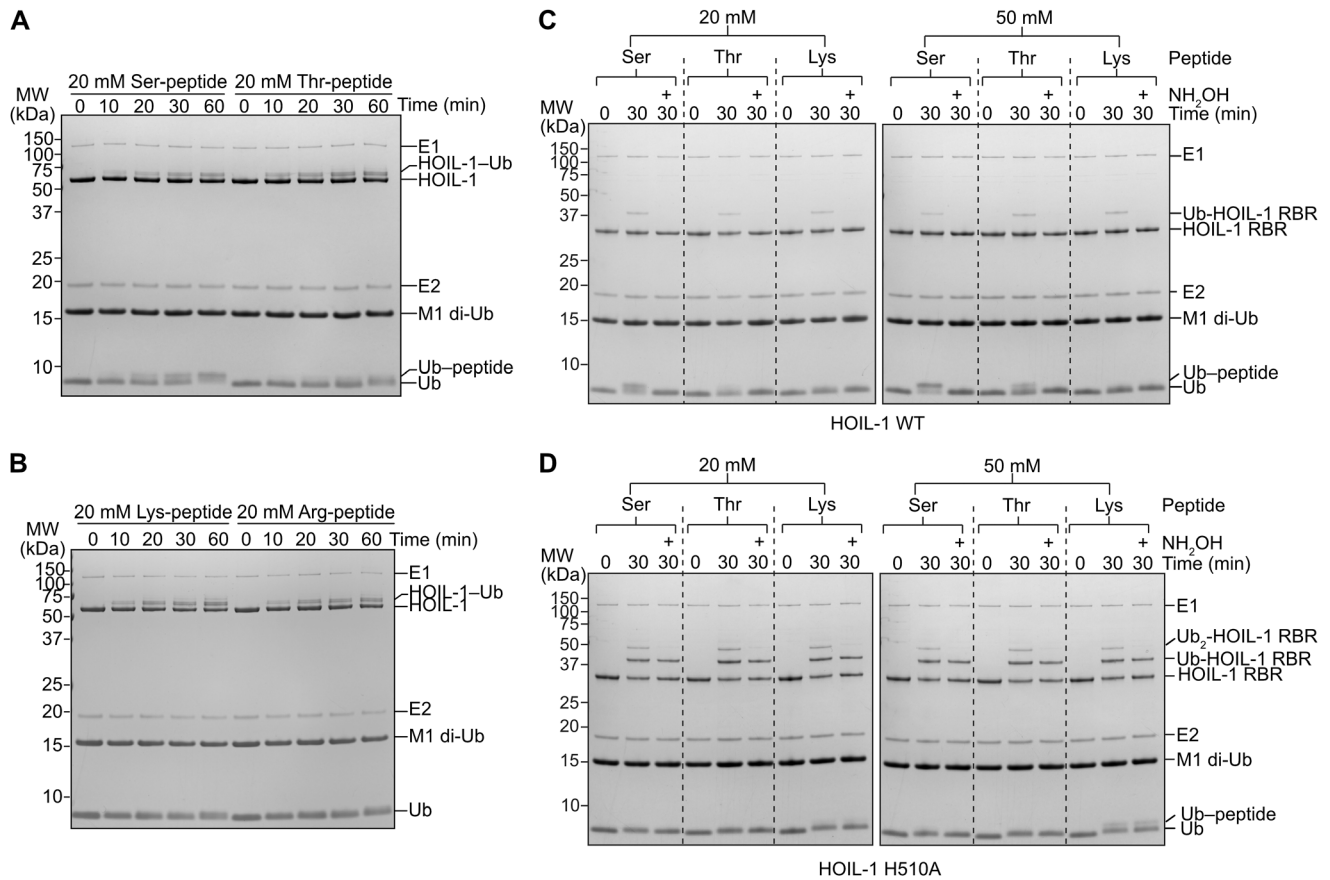 A
20 mM Ser-peptide 20 mM Thr-peptide
MW (kDa)
0 10 20 30 60 0 10 20 30 60 Time (min)
150
100
75
50
37
25
20
15
10
E1
HOIL-1–Ub
HOIL-1
E2
M1 di-Ub
Ub–peptide
Ub
B
20 mM Lys-peptide 20 mM Arg-peptide
MW (kDa)
0 10 20 30 60 0 10 20 30 60 Time (min)
150
100
75
50
37
25
20
15
10
E1
HOIL-1–Ub
HOIL-1
E2
M1 di-Ub
Ub
C
20 mM 50 mM
Ser Thr Lys Ser Thr Lys Peptide
+ + + + + + NH2OH
MW (kDa)
0 30 30 0 30 30 0 30 30 0 30 30 0 30 30 0 30 30 Time (min)
150
100
75
50
37
25
20
15
10
E1
Ub-HOIL-1 RBR
HOIL-1 RBR
E2
M1 di-Ub
Ub–peptide
Ub
HOIL-1 WT
D
20 mM 50 mM
Ser Thr Lys Ser Thr Lys Peptide
+ + + + + + NH2OH
MW (kDa)
0 30 30 0 30 30 0 30 30 0 30 30 0 30 30 0 30 30 Time (min)
150
100
75
50
37
25
20
15
10
E1
Ub2-HOIL-1 RBR
Ub-HOIL-1 RBR
HOIL-1 RBR
E2
M1 di-Ub
Ub–peptide
Ub
HOIL-1 H510A